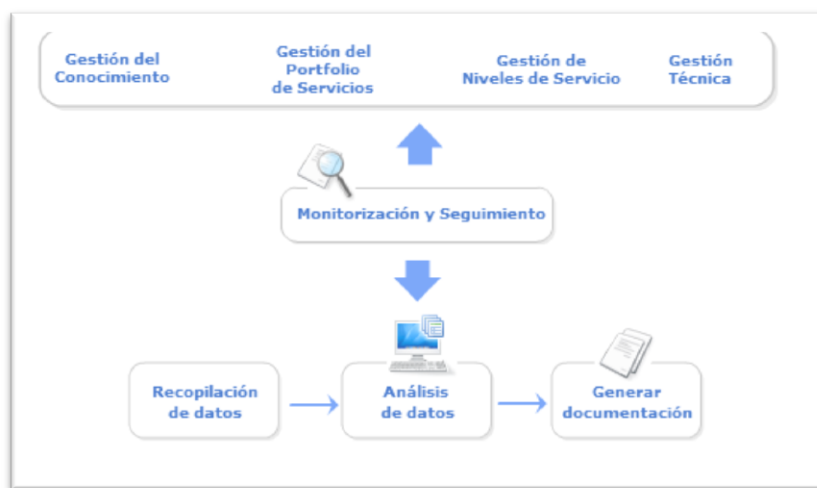 Gestión del
Conocimiento
Gestión del
Portfolio
de Servicios
Gestión de
Niveles de Servicio
Gestión
Técnica
Monitorización y Seguimiento
Recopilación
de datos
Análisis
de datos
Generar
documentación